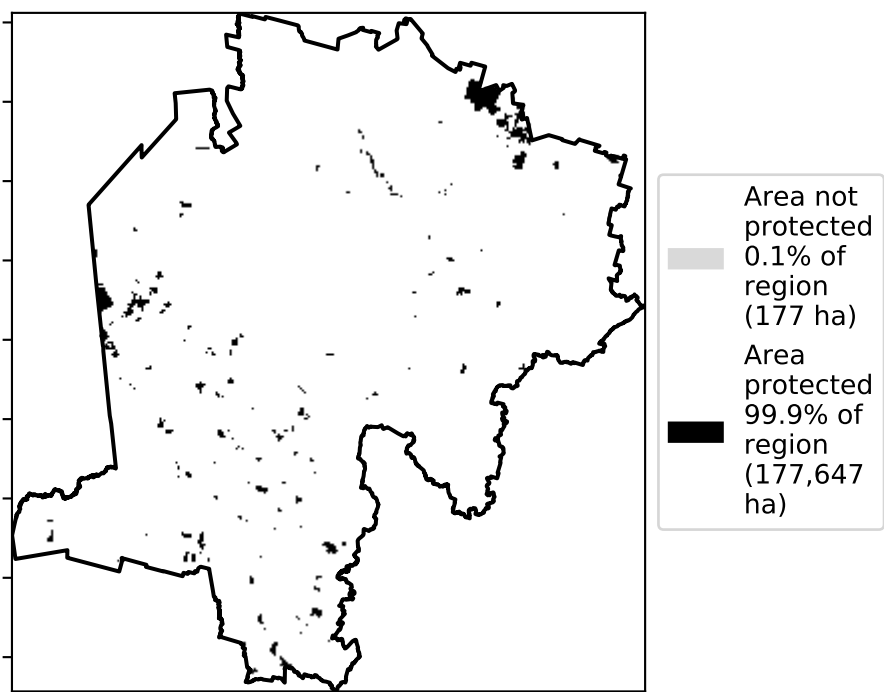 Area not
protected
0.1% of
region
(177 ha)
Area
protected
99.9% of
region
(177,647
ha)